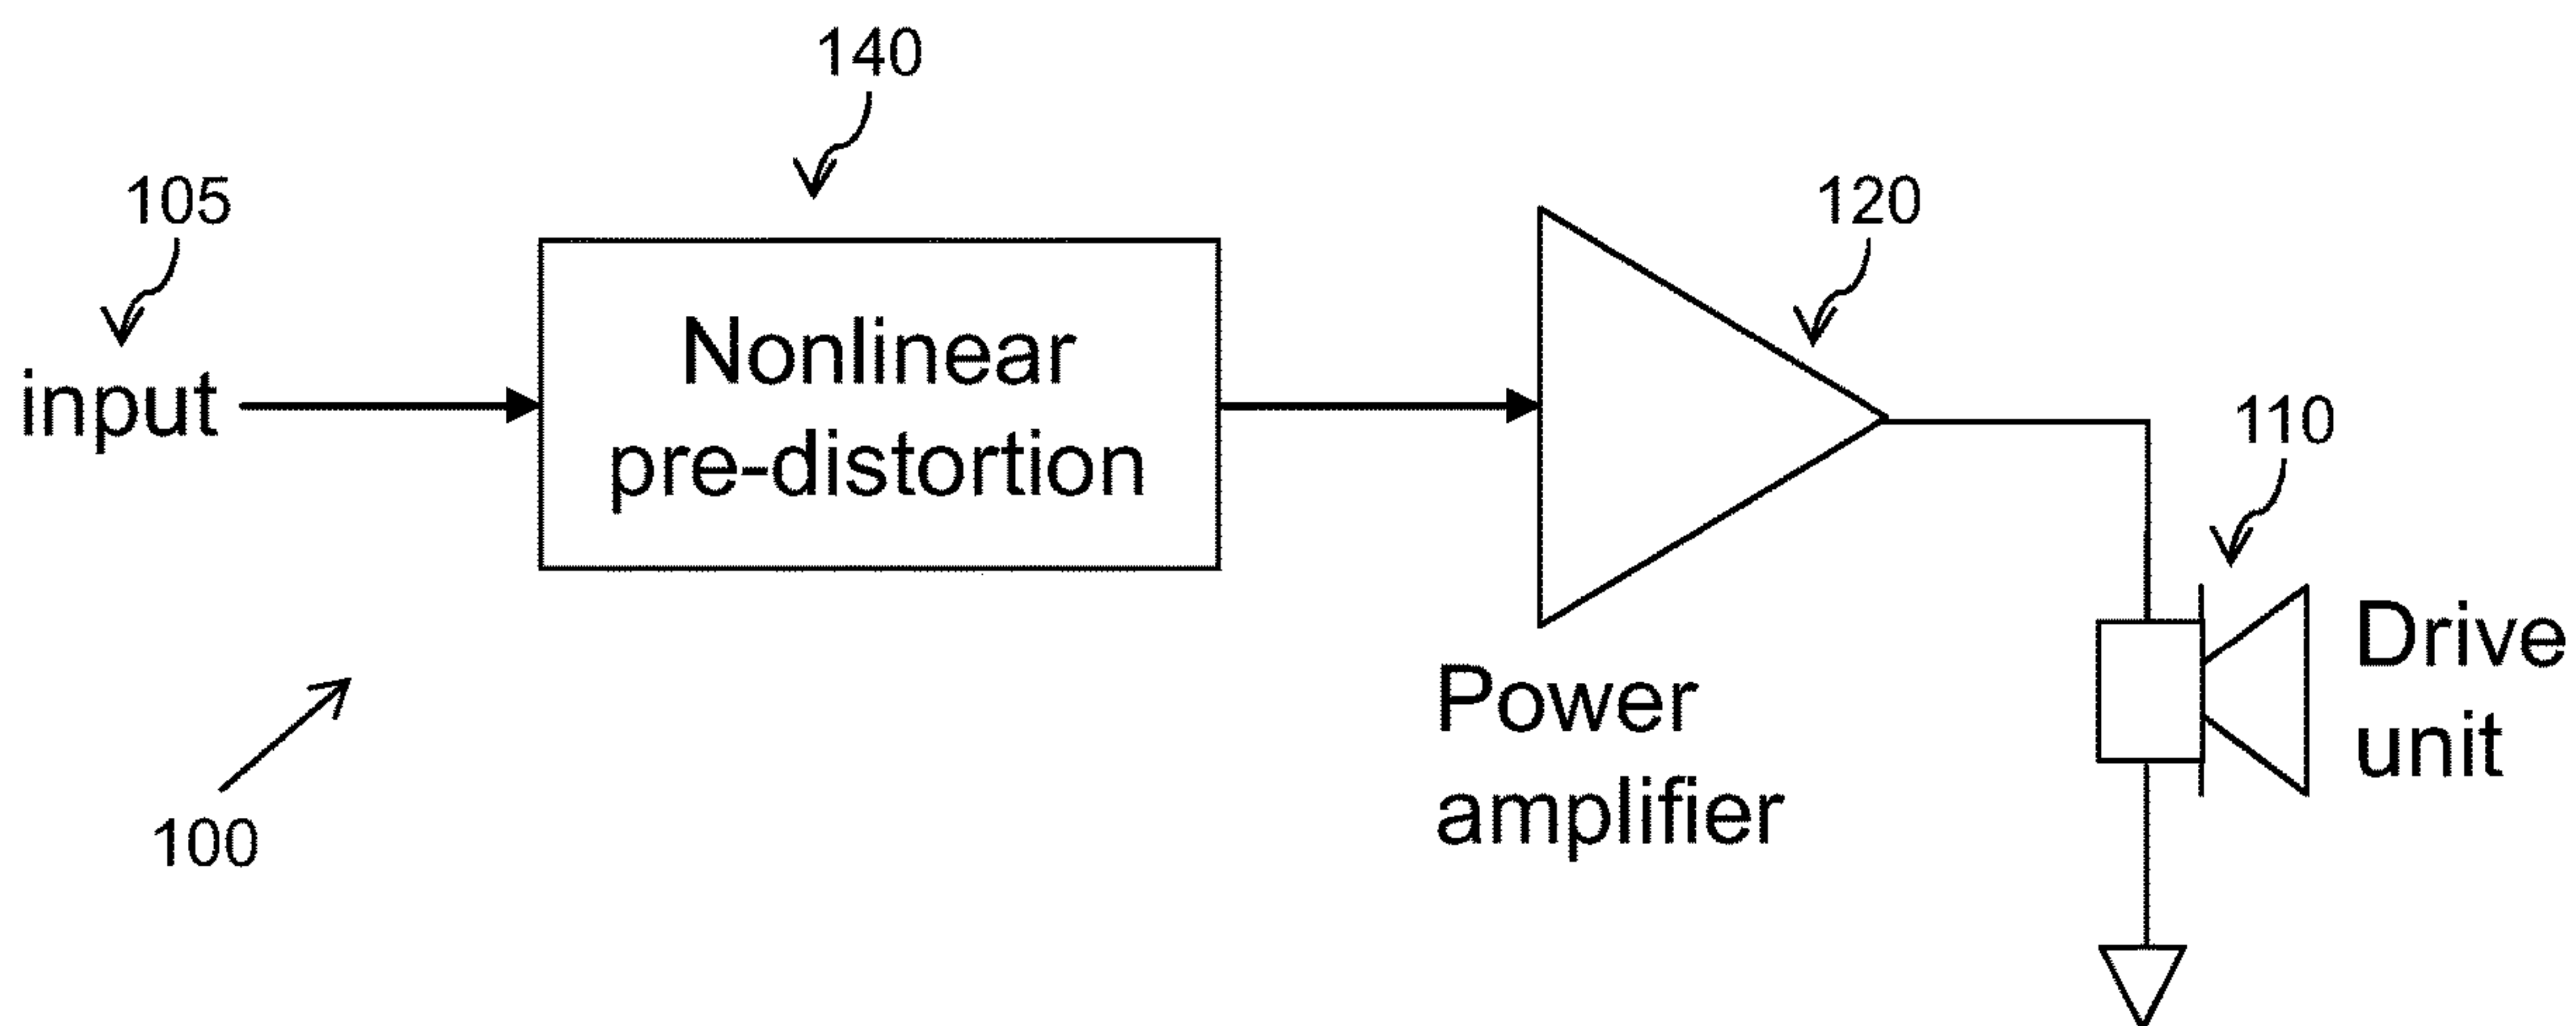 140
105
120
input
Nonlinear
pre-distortion
110
Power
amplifier
Drive
unit
100